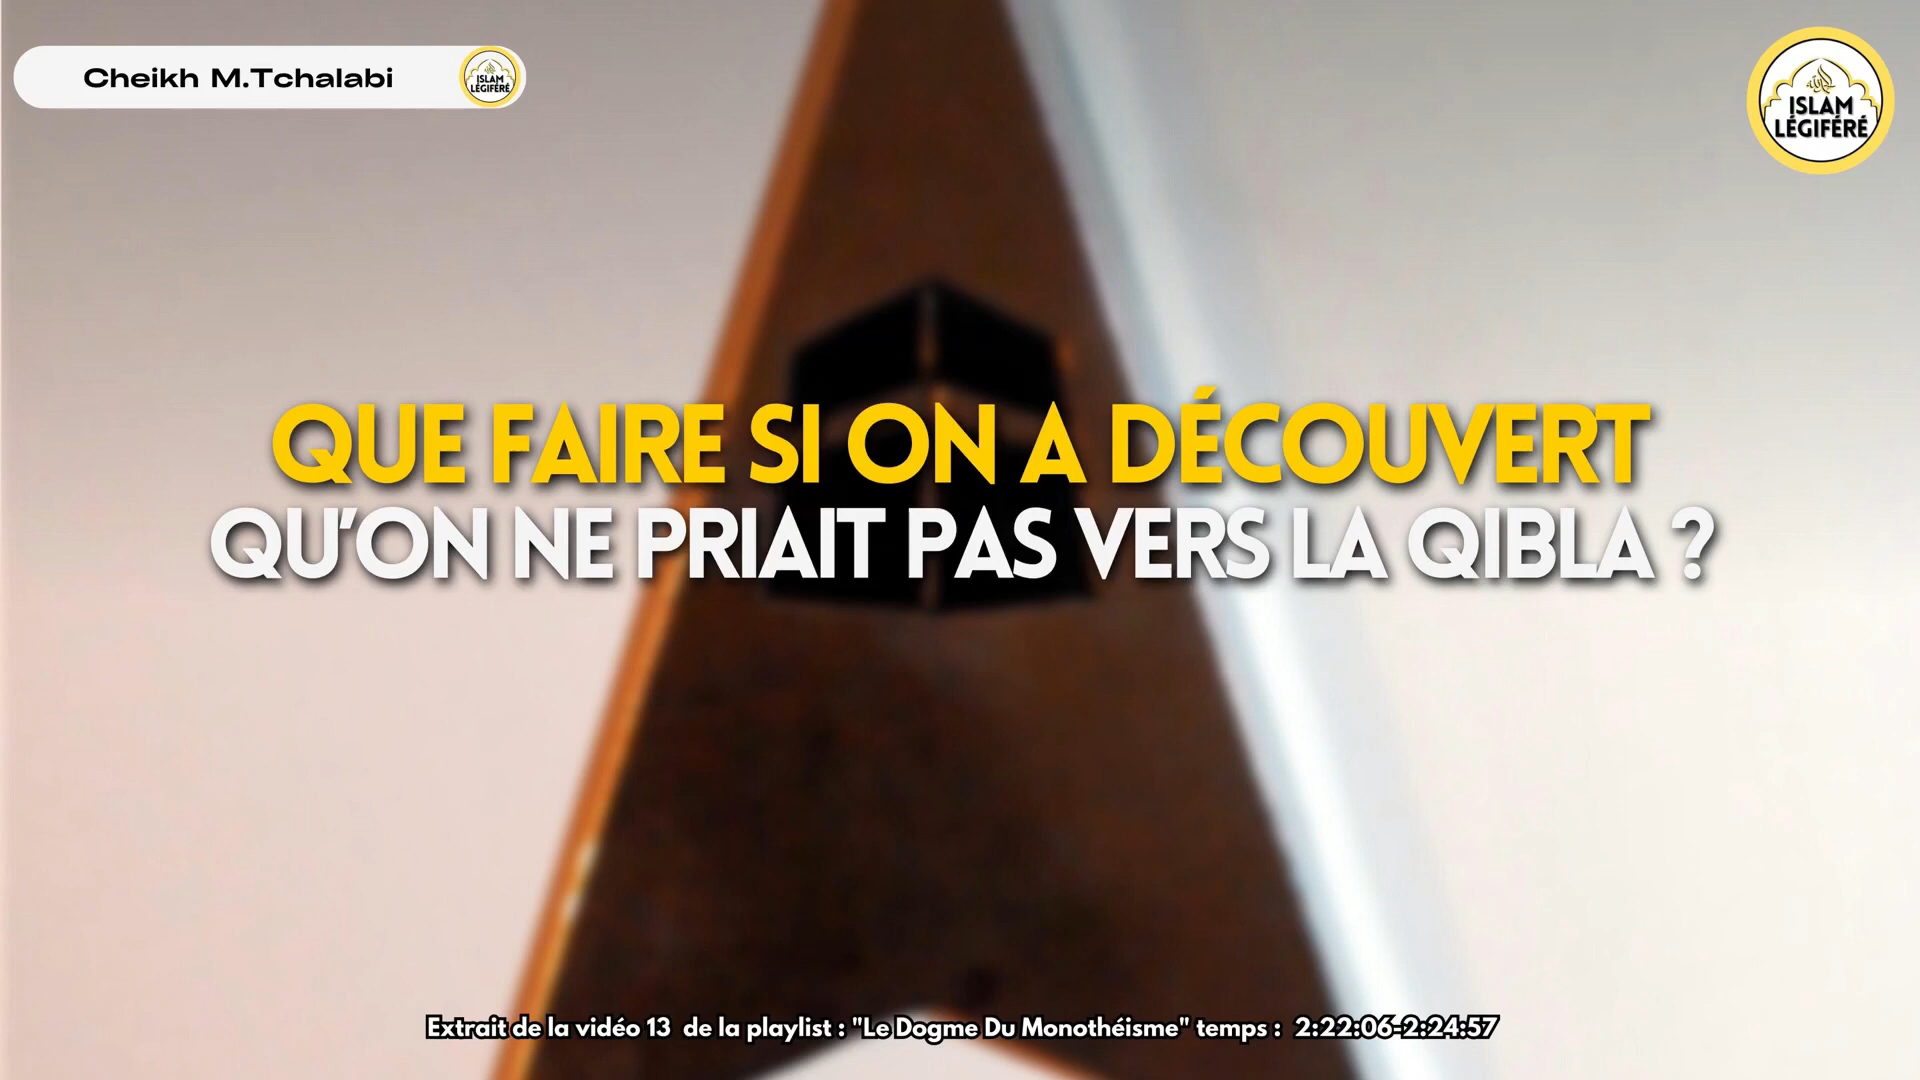 Cheikh M.Tchalabi
ISLAM
LÉGIFÉRÉ
ISLAM
LÉGIFÉRÉ
QUE FAIRE SI ON A DÉCOUVERT
QU'ON NE PRIAIT PAS VERS LA QIBLA ?
Extrait de la vidéo 13 de la playlist : "Le Dogme Du Monothéisme" temps : 2:22:06-2:24:57